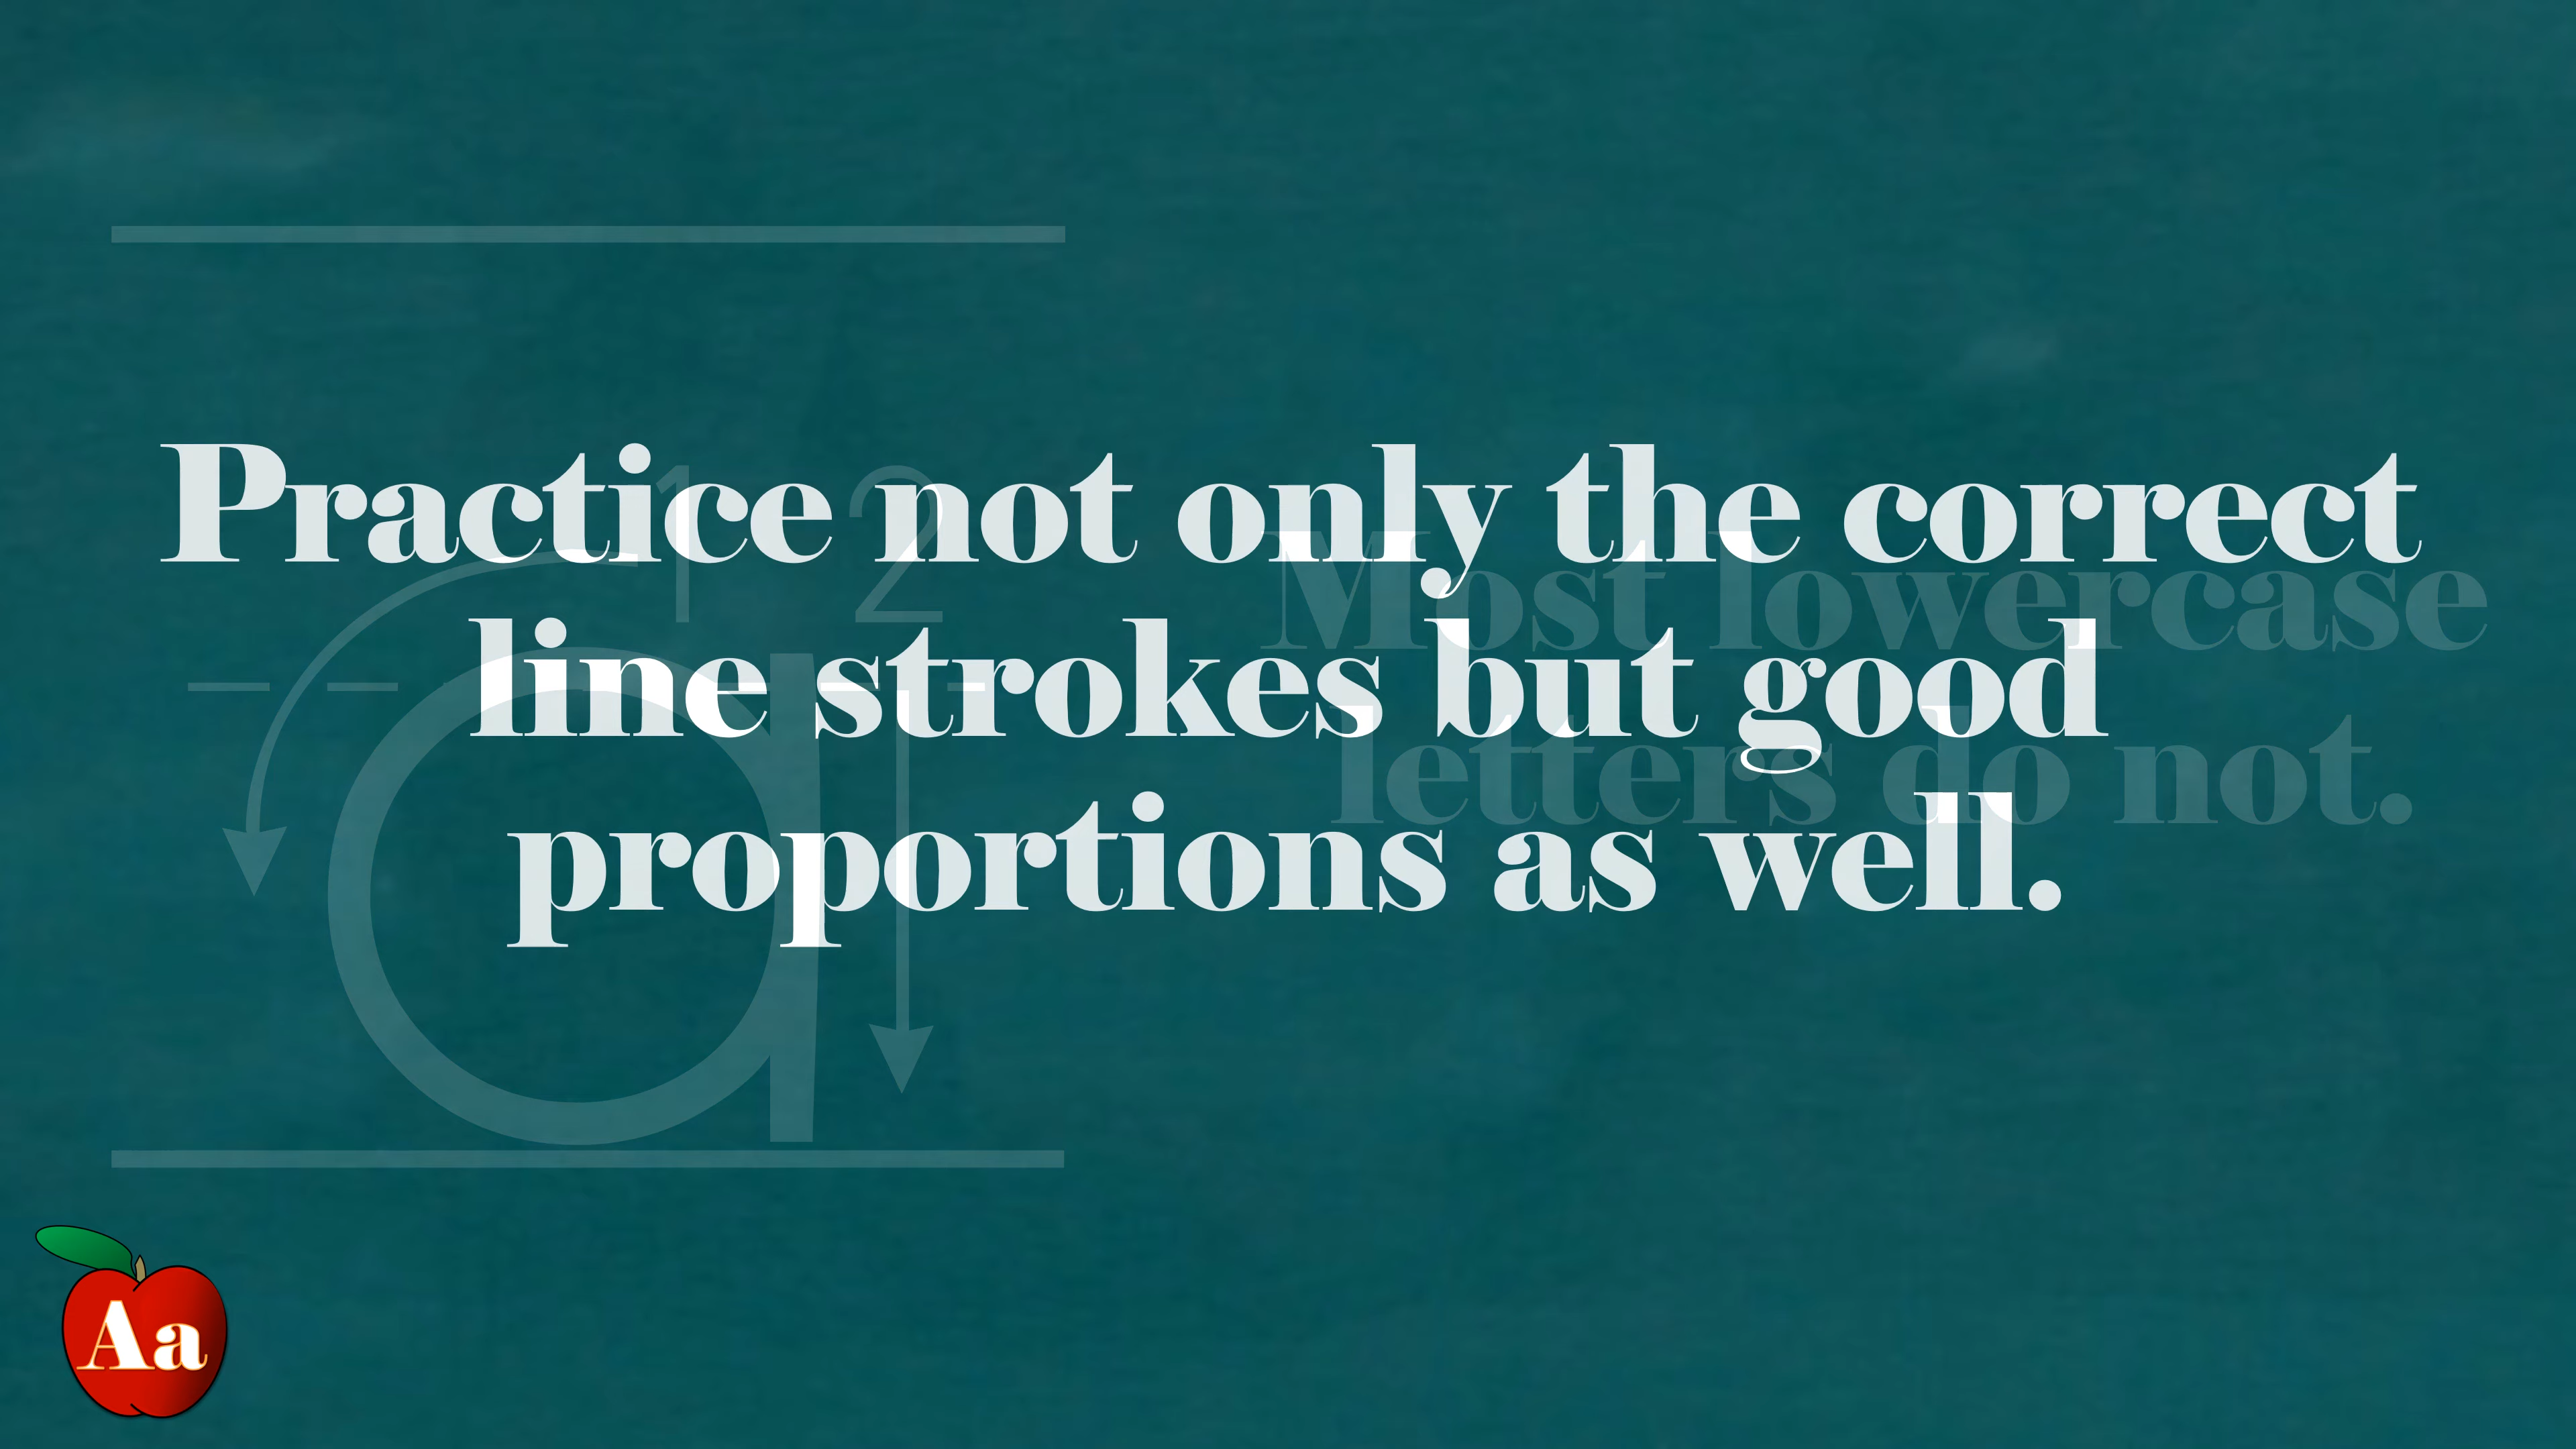 Practice not only the correct
line strokes but good
proportions as well.
1 2
Most lowercase
letters do not.
a
Aa